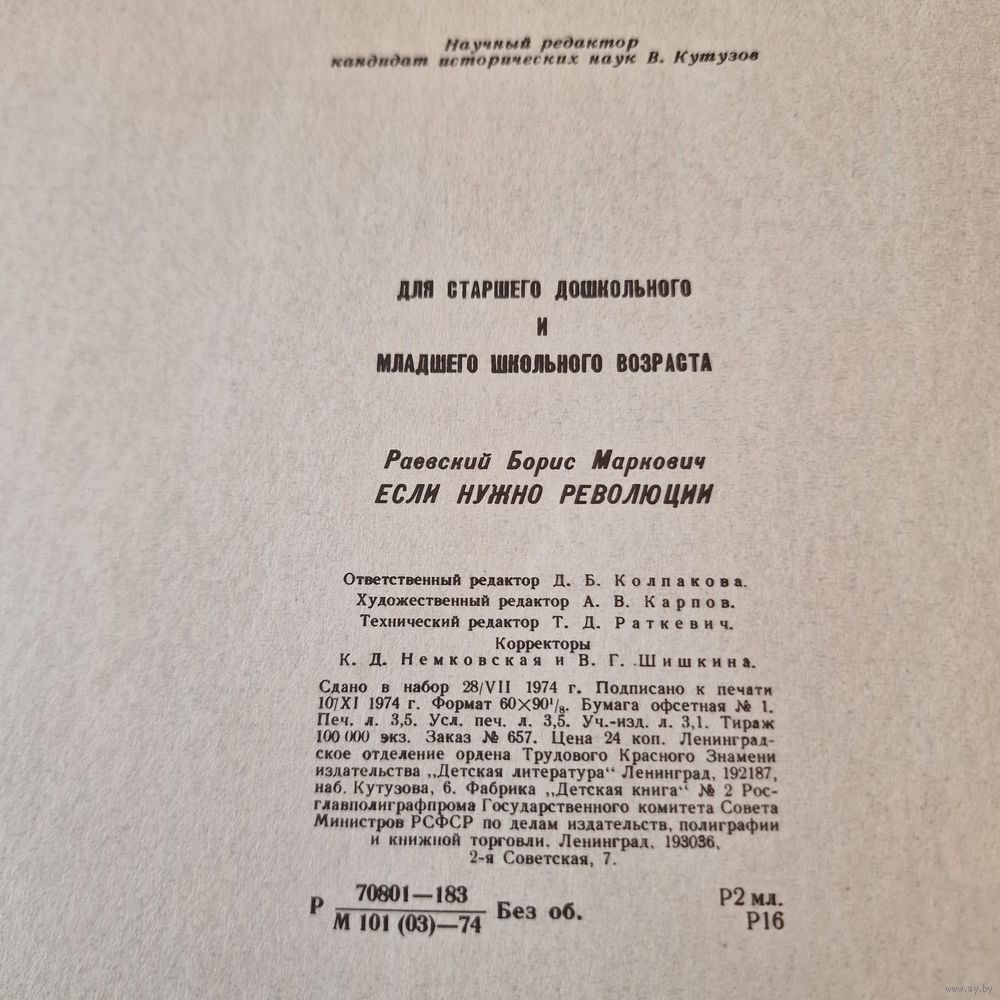 Научный редактор
кандидат исторических наук В. Кутузов
ДЛЯ СТАРШЕГО ДОШКОЛЬНОГО
И
МЛАДШЕГО ШКОЛЬНОГО ВОЗРАСТА
Раевский Борис Маркович
ЕСЛИ НУЖНО РЕВОЛЮЦИИ
Ответственный редактор Д. Б. Колпакова.
Художественный редактор А. В. Карпов.
Технический редактор Т. Д. Раткевич.
Корректоры
К. Д. Немковская и В. Г. Шишкина.
Сдано в набор 28/VII 1974 г. Подписано к печати
10/XI 1974 г. Формат 60×90¹/₈. Бумага офсетная № 1.
Печ. л. 3,5. Усл. печ. л. 3,5. Уч.-изд. л. 3,1. Тираж
100 000 экз. Заказ № 657. Цена 24 коп. Ленинград-
ское отделение ордена Трудового Красного Знамени
издательства „Детская литература“ Ленинград, 192187,
наб. Кутузова, 6. Фабрика „Детская книга“ № 2 Рос-
главполиграфпрома Государственного комитета Совета
Министров РСФСР по делам издательств, полиграфии
и книжной торговли. Ленинград, 193036,
2-я Советская, 7.
Р 70801—183 / М 101 (03)—74 Без об.
Р2 мл.
Р16
www.ay.by